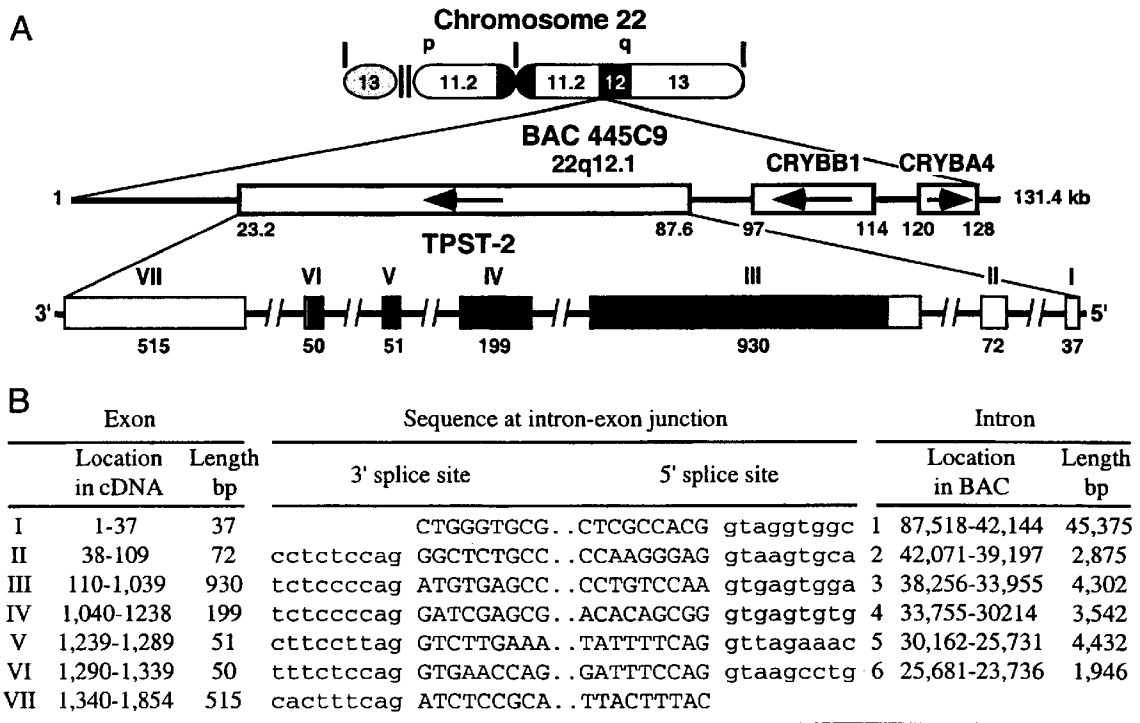 A
Chromosome 22
p q
13 11.2 11.2 12 13
BAC 445C9
22q12.1 CRYBB1 CRYBA4
1 131.4 kb
23.2 87.6 97 114 120 128
TPST-2
VII VI V IV III II I
3' 5'
515 50 51 199 930 72 37
B
Exon Sequence at intron-exon junction Intron
Location in cDNA Length bp 3' splice site 5' splice site Location in BAC Length bp
I 1-37 37 CTGGGTGCG..CTCGCCACG gtaggtggc 1 87,518-42,144 45,375
II 38-109 72 cctctccag GGCTCTGCC..CCAAGGGAG gtaagtgca 2 42,071-39,197 2,875
III 110-1,039 930 tctccccag ATGTGAGCC..CCTGTCCAA gtgagtgga 3 38,256-33,955 4,302
IV 1,040-1238 199 tctccccag GATCGAGCG..ACACAGCGG gtgagtgtg 4 33,755-30214 3,542
V 1,239-1,289 51 cttccttag GTCTTGAAA..TATTTTCAG gttagaaac 5 30,162-25,731 4,432
VI 1,290-1,339 50 tttctccag GTGAACCAG..GATTTCCAG gtaagcctg 6 25,681-23,736 1,946
VII 1,340-1,854 515 cactttcag ATCTCCGCA..TTACTTTAC